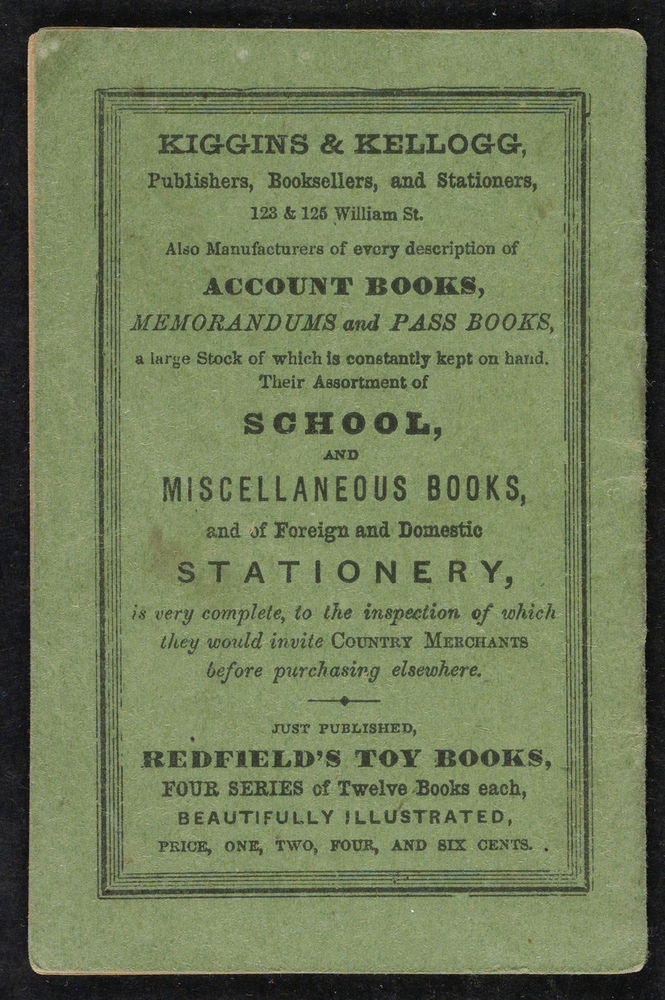 KIGGINS & KELLOGG,
Publishers, Booksellers, and Stationers,
123 & 125 William St.
Also Manufacturers of every description of
ACCOUNT BOOKS,
MEMORANDUMS and PASS BOOKS,
a large Stock of which is constantly kept on hand.
Their Assortment of
SCHOOL,
AND
MISCELLANEOUS BOOKS,
and of Foreign and Domestic
STATIONERY,
is very complete, to the inspection of which
they would invite COUNTRY MERCHANTS
before purchasing elsewhere.
JUST PUBLISHED,
REDFIELD'S TOY BOOKS,
FOUR SERIES of Twelve Books each,
BEAUTIFULLY ILLUSTRATED,
PRICE, ONE, TWO, FOUR, AND SIX CENTS.